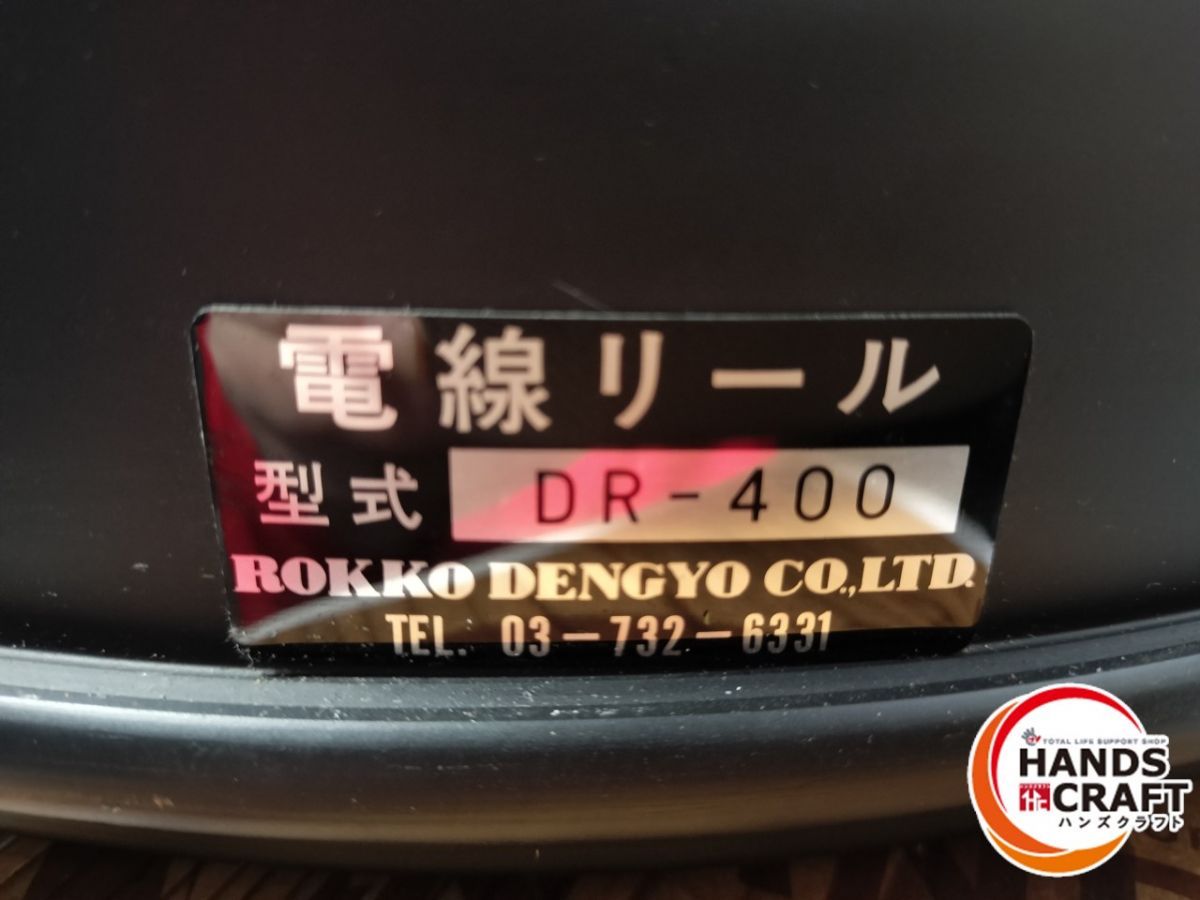 電線リール
型式 DR-400
ROKKO DENGYO CO.,LTD.
TEL. 03-732-6331
TOTAL LIFE SUPPORT SHOP
HANDS
CRAFT
ハンズクラフト